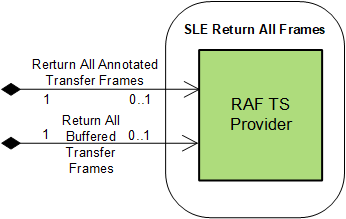 SLE Return All Frames
Rerturn All Annotated
Transfer Frames
1 0..1
Return All
1 Buffered 0..1
Transfer
Frames
RAF TS
Provider